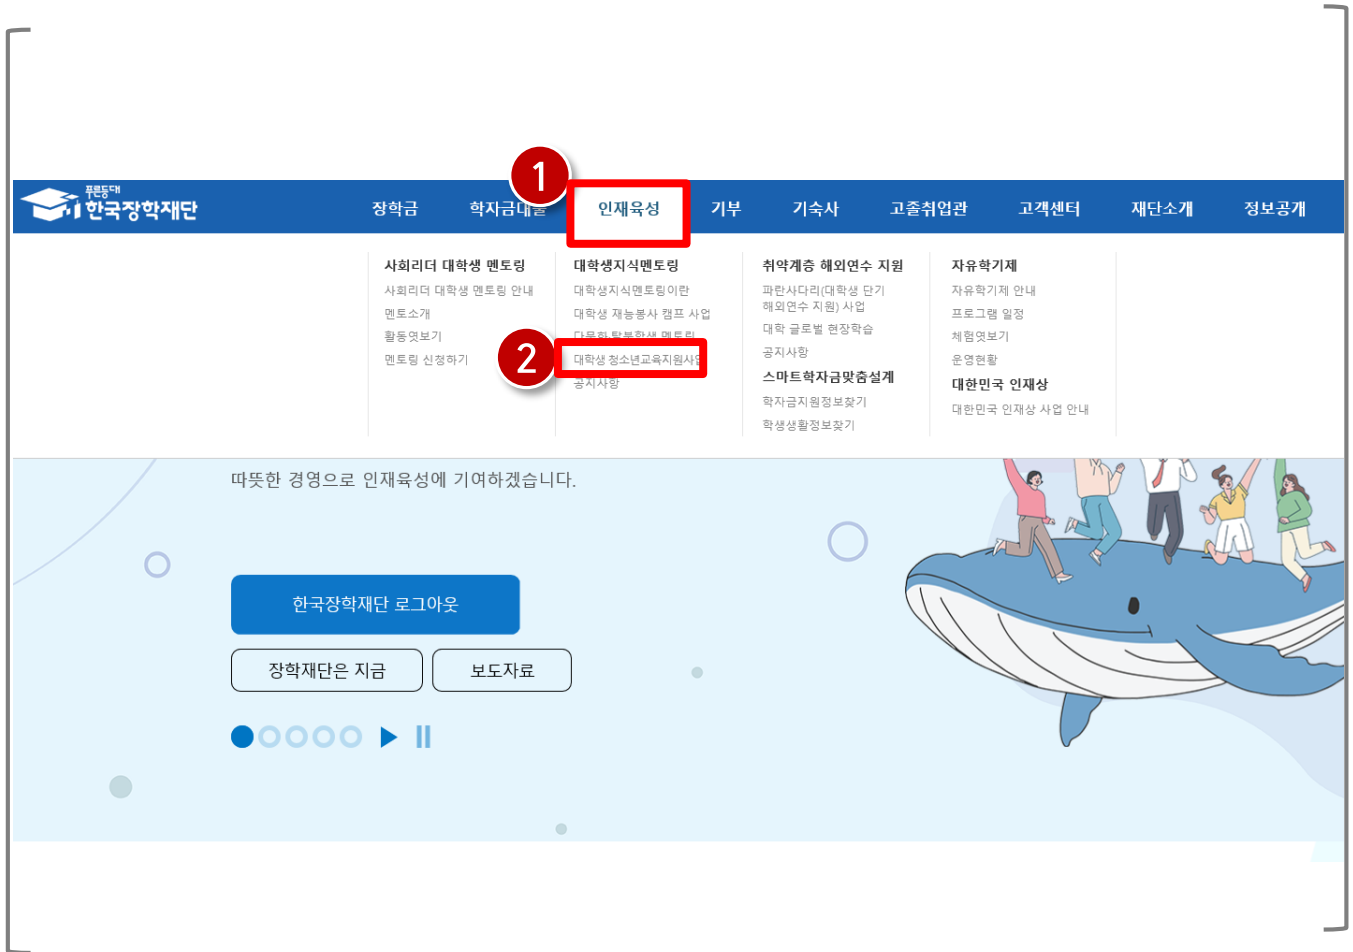 푸른등대
한국장학재단
장학금 학자금대출 인재육성 기부 기숙사 고졸취업관 고객센터 재단소개 정보공개
1
사회리더 대학생 멘토링
사회리더 대학생 멘토링 안내
멘토소개
활동엿보기
멘토링 신청하기
대학생지식멘토링
대학생지식멘토링이란
대학생 재능봉사 캠프 사업
다문화·탈북학생 멘토링
2
대학생 청소년교육지원사업
공지사항
취약계층 해외연수 지원
파란사다리(대학생 단기
해외연수 지원) 사업
대학 글로벌 현장학습
공지사항
스마트학자금맞춤설계
학자금지원정보찾기
학생생활정보찾기
자유학기제
자유학기제 안내
프로그램 일정
체험엿보기
운영현황
대한민국 인재상
대한민국 인재상 사업 안내
따뜻한 경영으로 인재육성에 기여하겠습니다.
한국장학재단 로그아웃
장학재단은 지금 보도자료